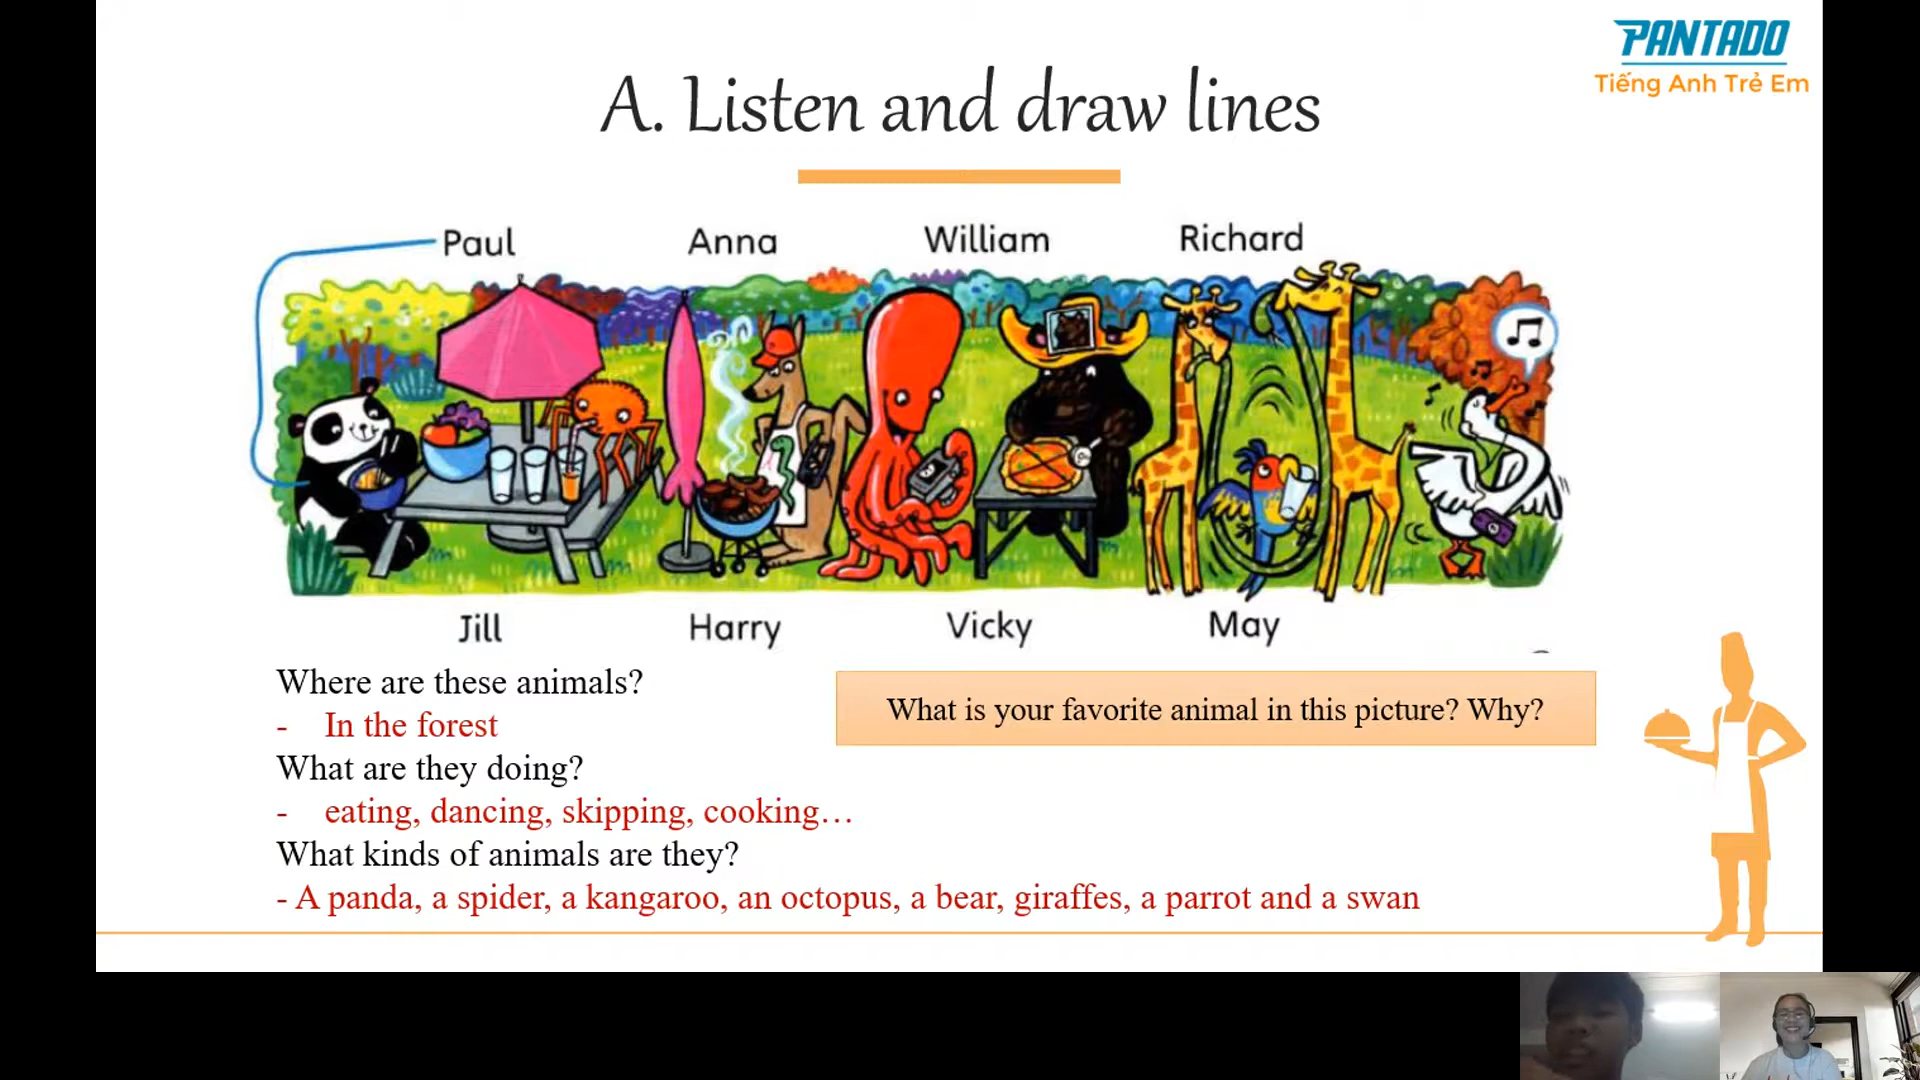 PANTADO
Tiếng Anh Trẻ Em
A. Listen and draw lines
Paul Anna William Richard
Jill Harry Vicky May
Where are these animals?
- In the forest
What are they doing?
- eating, dancing, skipping, cooking…
What kinds of animals are they?
- A panda, a spider, a kangaroo, an octopus, a bear, giraffes, a parrot and a swan
What is your favorite animal in this picture? Why?